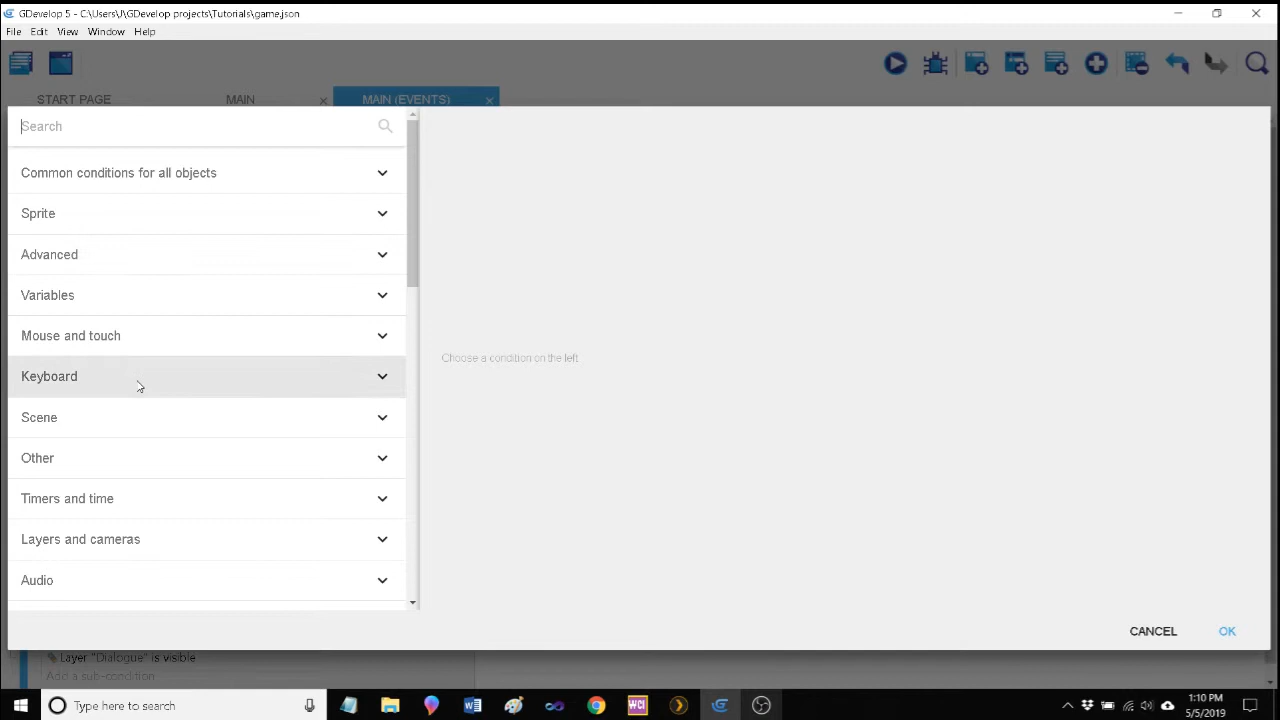 GDevelop 5 - C:\Users\J\GDevelop projects\Tutorials\game.json
File Edit View Window Help
START PAGE MAIN MAIN (EVENTS)
Search
Common conditions for all objects
Sprite
Advanced
Variables
Mouse and touch
Keyboard
Scene
Other
Timers and time
Layers and cameras
Audio
Choose a condition on the left
CANCEL OK
Layer "Dialogue" is visible
Add a sub-condition
Type here to search
WCI
1:10 PM
5/5/2019